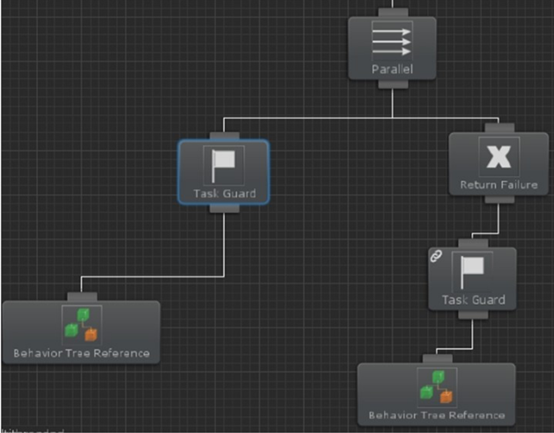 Parallel
Task Guard
Return Failure
Task Guard
Behavior Tree Reference
Behavior Tree Reference